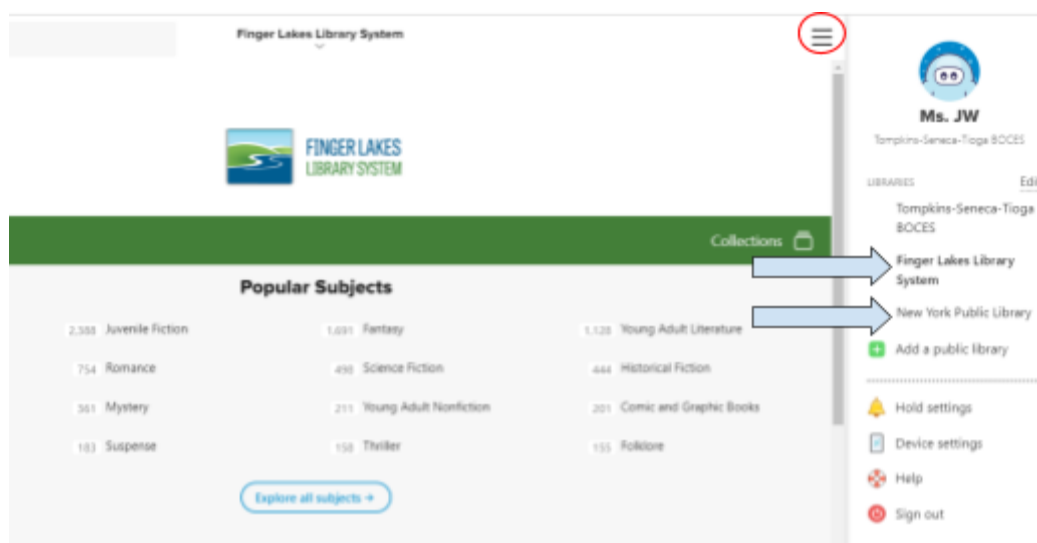 Finger Lakes Library System
FINGER LAKES
LIBRARY SYSTEM
Collections
Popular Subjects
2,388 Juvenile Fiction
1,691 Fantasy
1,128 Young Adult Literature
754 Romance
498 Science Fiction
444 Historical Fiction
561 Mystery
211 Young Adult Nonfiction
201 Comic and Graphic Books
183 Suspense
158 Thriller
155 Folklore
Explore all subjects →
Ms. JW
Tompkins-Seneca-Tioga BOCES
LIBRARIES
Edi
Tompkins-Seneca-Tioga
BOCES
Finger Lakes Library
System
New York Public Library
Add a public library
Hold settings
Device settings
Help
Sign out